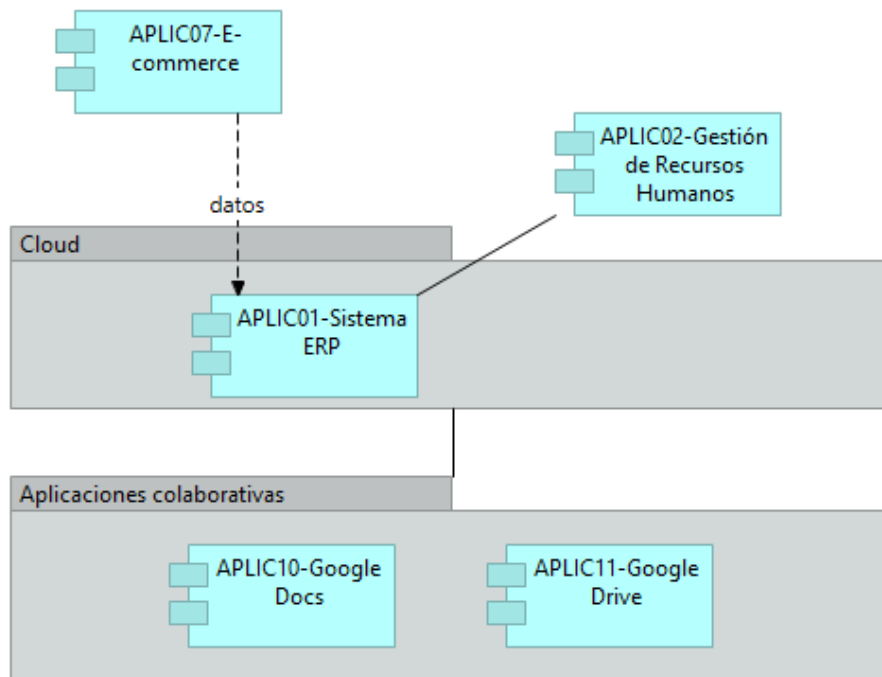 APLIC07-E-
commerce
APLIC02-Gestión
de Recursos
Humanos
datos
Cloud
APLIC01-Sistema
ERP
Aplicaciones colaborativas
APLIC10-Google
Docs
APLIC11-Google
Drive